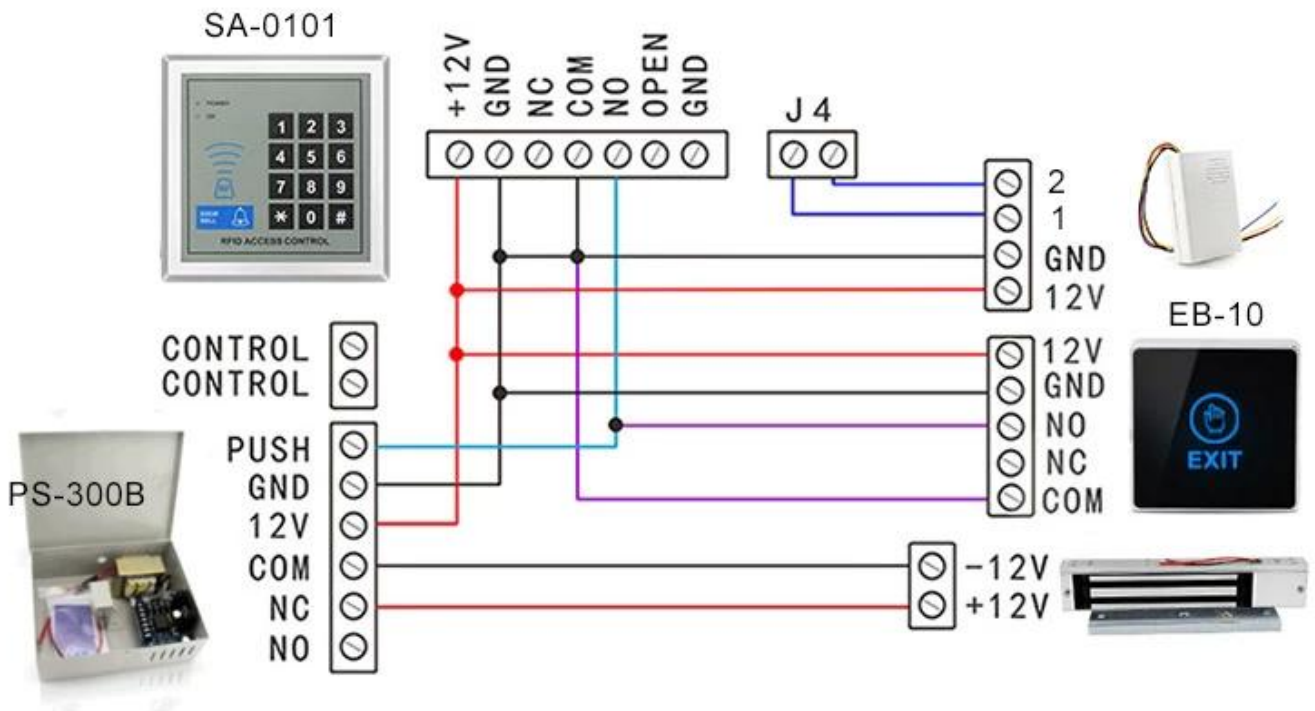 SA-0101
+12V
GND
NC
COM
NO
OPEN
GND
J4
1 2 3
4 5 6
7 8 9
* 0 #
RFID ACCESS CONTROL
2
1
GND
12V
EB-10
12V
GND
NO
NC
COM
EXIT
CONTROL
CONTROL
PS-300B
PUSH
GND
12V
COM
NC
NO
-12V
+12V